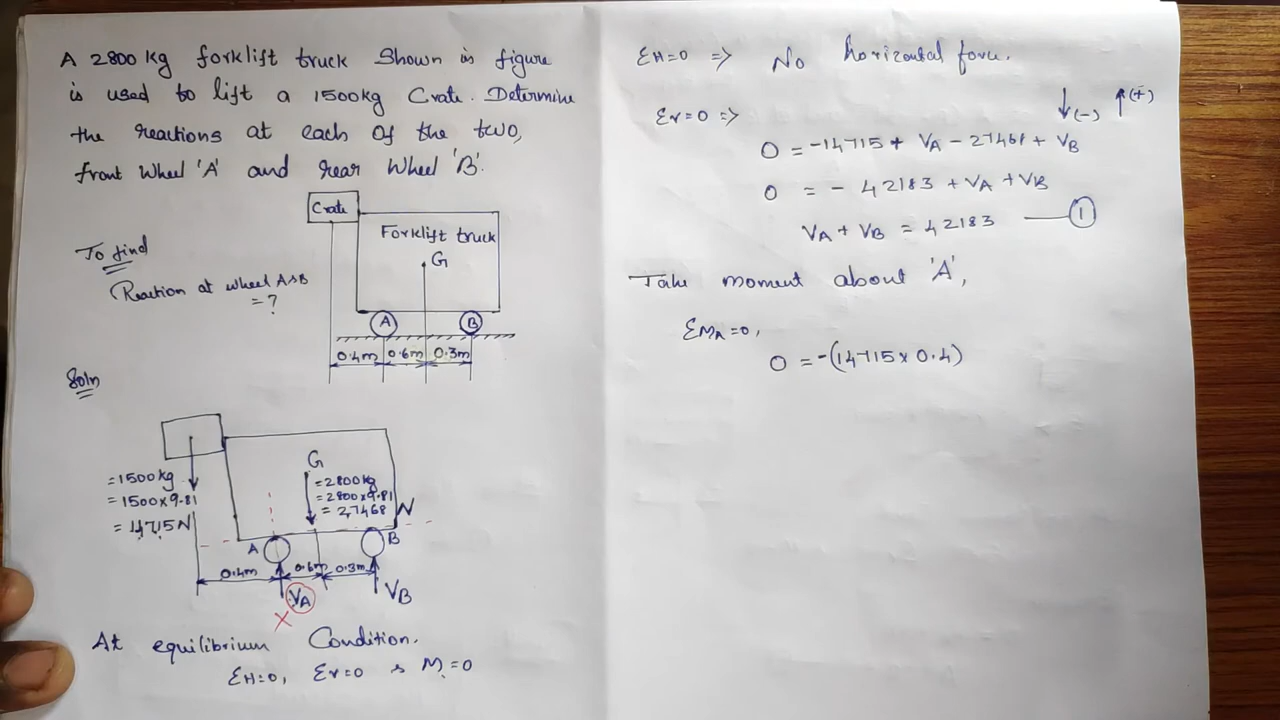 A 2800 kg forklift truck shown in figure
is used to lift a 1500kg Crate. Determine
the reactions at each of the two,
front wheel 'A' and rear wheel 'B'.
Crate
Forklift truck
G
To find
Reaction at wheel A & B
= ?
A B
0.4m 0.6m 0.3m
Soln
G
=1500kg
=1500×9.81
=14715N
=2800kg
=2800×9.81
=27468 N
A B
0.4m 0.6m 0.3m
VA VB
At equilibrium Condition.
ΣH=0, ΣV=0 & M=0
ΣH=0 => No horizontal force.
ΣV=0 => ↓(-) ↑(+)
0 = -14715 + VA - 27468 + VB
0 = - 42183 + VA + VB
VA + VB = 42183 — 1
Take moment about 'A',
ΣMA=0,
0 = -(14715 × 0.4)